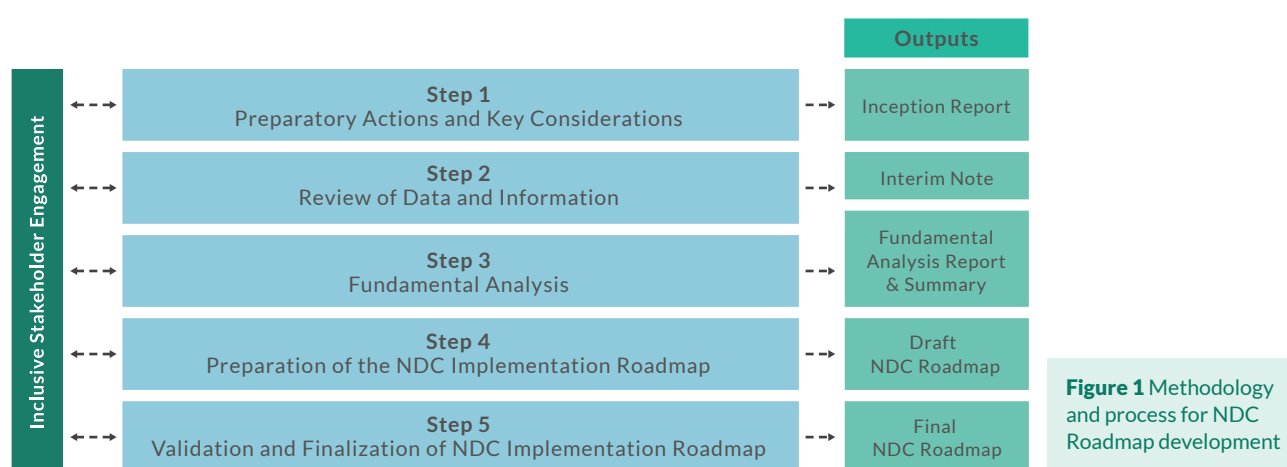 Outputs
Inclusive Stakeholder Engagement
Step 1
Preparatory Actions and Key Considerations
Inception Report
Step 2
Review of Data and Information
Interim Note
Step 3
Fundamental Analysis
Fundamental
Analysis Report
& Summary
Step 4
Preparation of the NDC Implementation Roadmap
Draft
NDC Roadmap
Step 5
Validation and Finalization of NDC Implementation Roadmap
Final
NDC Roadmap
Figure 1 Methodology
and process for NDC
Roadmap development